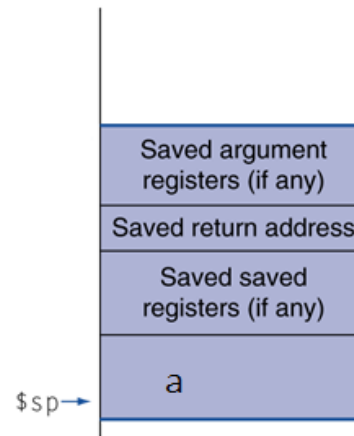 Saved argument
registers (if any)
Saved return address
Saved saved
registers (if any)
a
$sp